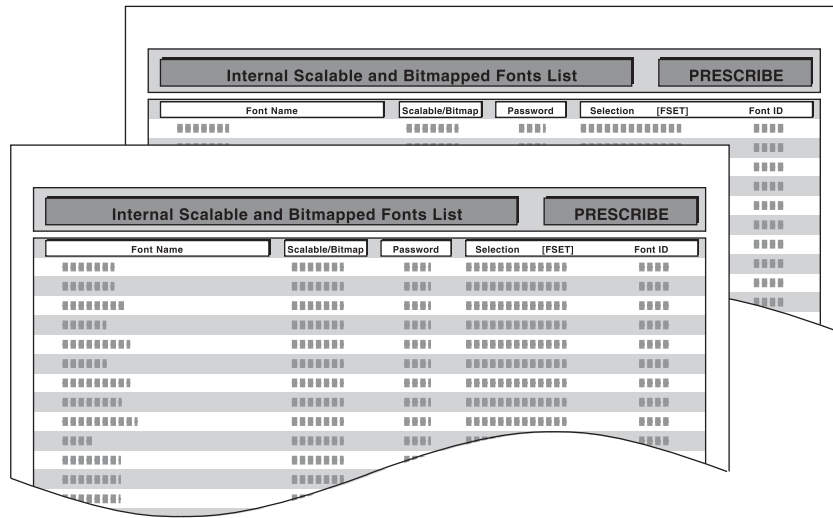 Internal Scalable and Bitmapped Fonts List PRESCRIBE
Font Name Scalable/Bitmap Password Selection [FSET] Font ID
Internal Scalable and Bitmapped Fonts List PRESCRIBE
Font Name Scalable/Bitmap Password Selection [FSET] Font ID